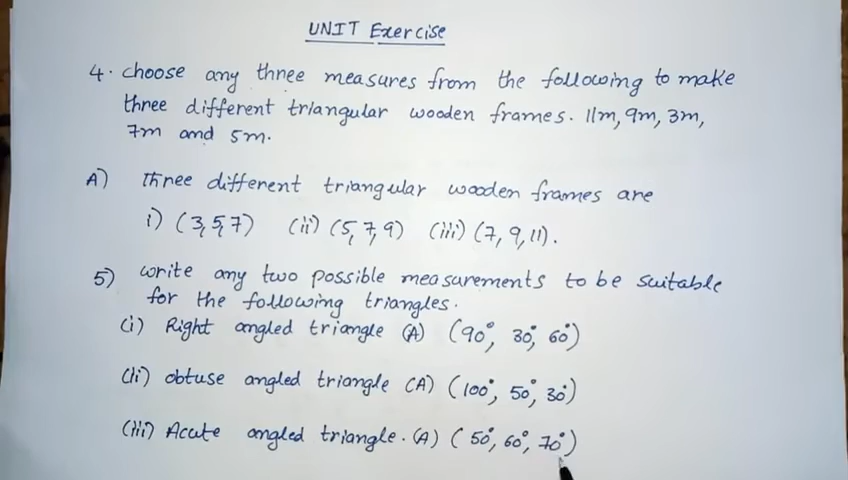 UNIT Exercise
4. choose any three measures from the following to make
three different triangular wooden frames. 11m, 9m, 3m,
7m and 5m.
A) three different triangular wooden frames are
i) (3,5,7) (ii) (5,7,9) (iii) (7, 9, 11).
5) write any two possible measurements to be suitable
for the following triangles.
(i) Right angled triangle (A) (90°, 30°, 60°)
(ii) obtuse angled triangle (A) (100°, 50°, 30°)
(iii) Acute angled triangle. (A) (50°, 60°, 70°)